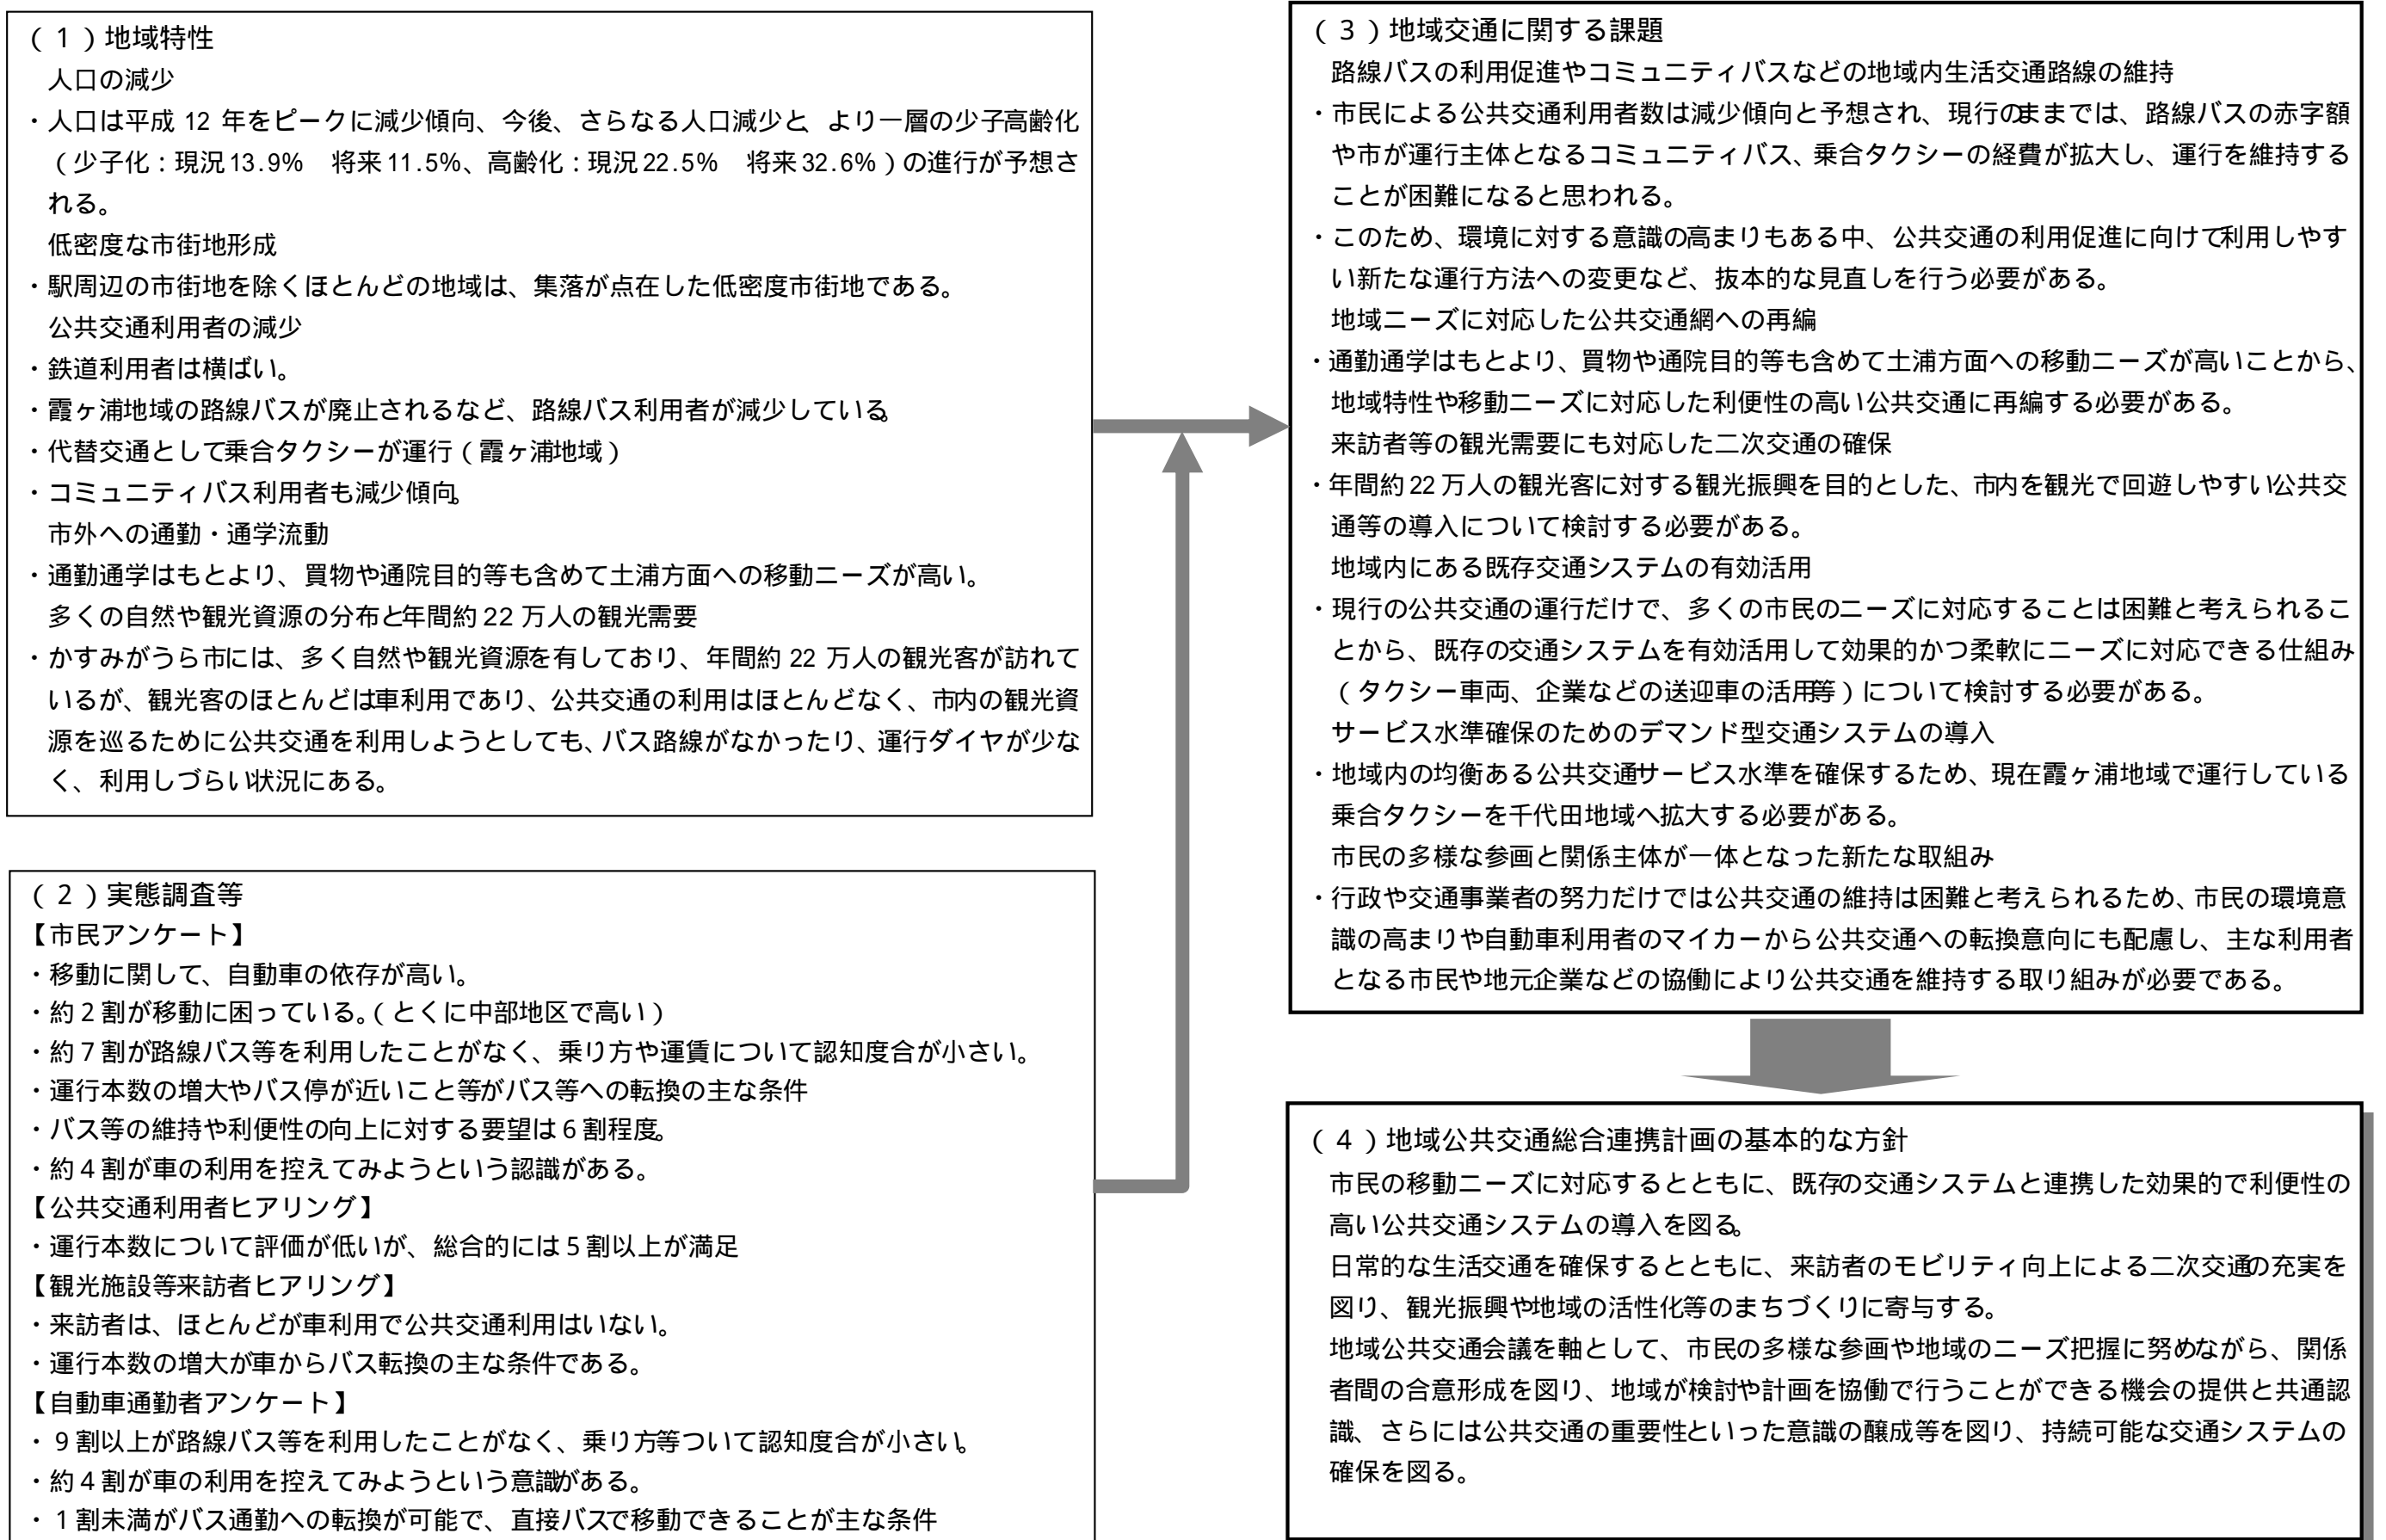 （１）地域特性
人口の減少
・人口は平成 12 年をピークに減少傾向、今後、さらなる人口減少と、より一層の少子高齢化
（少子化：現況 13.9%　将来 11.5%、高齢化：現況 22.5%　将来 32.6%）の進行が予想さ
れる。
低密度な市街地形成
・駅周辺の市街地を除くほとんどの地域は、集落が点在した低密度市街地である。
公共交通利用者の減少
・鉄道利用者は横ばい。
・霞ヶ浦地域の路線バスが廃止されるなど、路線バス利用者が減少している。
・代替交通として乗合タクシーが運行（霞ヶ浦地域）
・コミュニティバス利用者も減少傾向。
市外への通勤・通学流動
・通勤通学はもとより、買物や通院目的等も含めて土浦方面への移動ニーズが高い。
多くの自然や観光資源の分布と年間約 22 万人の観光需要
・かすみがうら市には、多く自然や観光資源を有しており、年間約 22 万人の観光客が訪れて
いるが、観光客のほとんどは車利用であり、公共交通の利用はほとんどなく、市内の観光資
源を巡るために公共交通を利用しようとしても、バス路線がなかったり、運行ダイヤが少な
く、利用しづらい状況にある。
（２）実態調査等
【市民アンケート】
・移動に関して、自動車の依存が高い。
・約２割が移動に困っている。（とくに中部地区で高い）
・約７割が路線バス等を利用したことがなく、乗り方や運賃について認知度合が小さい。
・運行本数の増大やバス停が近いこと等がバス等への転換の主な条件
・バス等の維持や利便性の向上に対する要望は６割程度。
・約４割が車の利用を控えてみようという認識がある。
【公共交通利用者ヒアリング】
・運行本数について評価が低いが、総合的には５割以上が満足
【観光施設等来訪者ヒアリング】
・来訪者は、ほとんどが車利用で公共交通利用はいない。
・運行本数の増大が車からバス転換の主な条件である。
【自動車通勤者アンケート】
・９割以上が路線バス等を利用したことがなく、乗り方等ついて認知度合が小さい。
・約４割が車の利用を控えてみようという意識がある。
・１割未満がバス通勤への転換が可能で、直接バスで移動できることが主な条件
（３）地域交通に関する課題
路線バスの利用促進やコミュニティバスなどの地域内生活交通路線の維持
・市民による公共交通利用者数は減少傾向と予想され、現行のままでは、路線バスの赤字額
や市が運行主体となるコミュニティバス、乗合タクシーの経費が拡大し、運行を維持する
ことが困難になると思われる。
・このため、環境に対する意識の高まりもある中、公共交通の利用促進に向けて利用しやす
い新たな運行方法への変更など、抜本的な見直しを行う必要がある。
地域ニーズに対応した公共交通網への再編
・通勤通学はもとより、買物や通院目的等も含めて土浦方面への移動ニーズが高いことから、
地域特性や移動ニーズに対応した利便性の高い公共交通に再編する必要がある。
来訪者等の観光需要にも対応した二次交通の確保
・年間約 22 万人の観光客に対する観光振興を目的とした、市内を観光で回遊しやすい公共交
通等の導入について検討する必要がある。
地域内にある既存交通システムの有効活用
・現行の公共交通の運行だけで、多くの市民のニーズに対応することは困難と考えられるこ
とから、既存の交通システムを有効活用して効果的かつ柔軟にニーズに対応できる仕組み
（タクシー車両、企業などの送迎車の活用等）について検討する必要がある。
サービス水準確保のためのデマンド型交通システムの導入
・地域内の均衡ある公共交通サービス水準を確保するため、現在霞ヶ浦地域で運行している
乗合タクシーを千代田地域へ拡大する必要がある。
市民の多様な参画と関係主体が一体となった新たな取組み
・行政や交通事業者の努力だけでは公共交通の維持は困難と考えられるため、市民の環境意
識の高まりや自動車利用者のマイカーから公共交通への転換意向にも配慮し、主な利用者
となる市民や地元企業などの協働により公共交通を維持する取り組みが必要である。
（４）地域公共交通総合連携計画の基本的な方針
市民の移動ニーズに対応するとともに、既存の交通システムと連携した効果的で利便性の
高い公共交通システムの導入を図る。
日常的な生活交通を確保するとともに、来訪者のモビリティ向上による二次交通の充実を
図り、観光振興や地域の活性化等のまちづくりに寄与する。
地域公共交通会議を軸として、市民の多様な参画や地域のニーズ把握に努めながら、関係
者間の合意形成を図り、地域が検討や計画を協働で行うことができる機会の提供と共通認
識、さらには公共交通の重要性といった意識の醸成等を図り、持続可能な交通システムの
確保を図る。